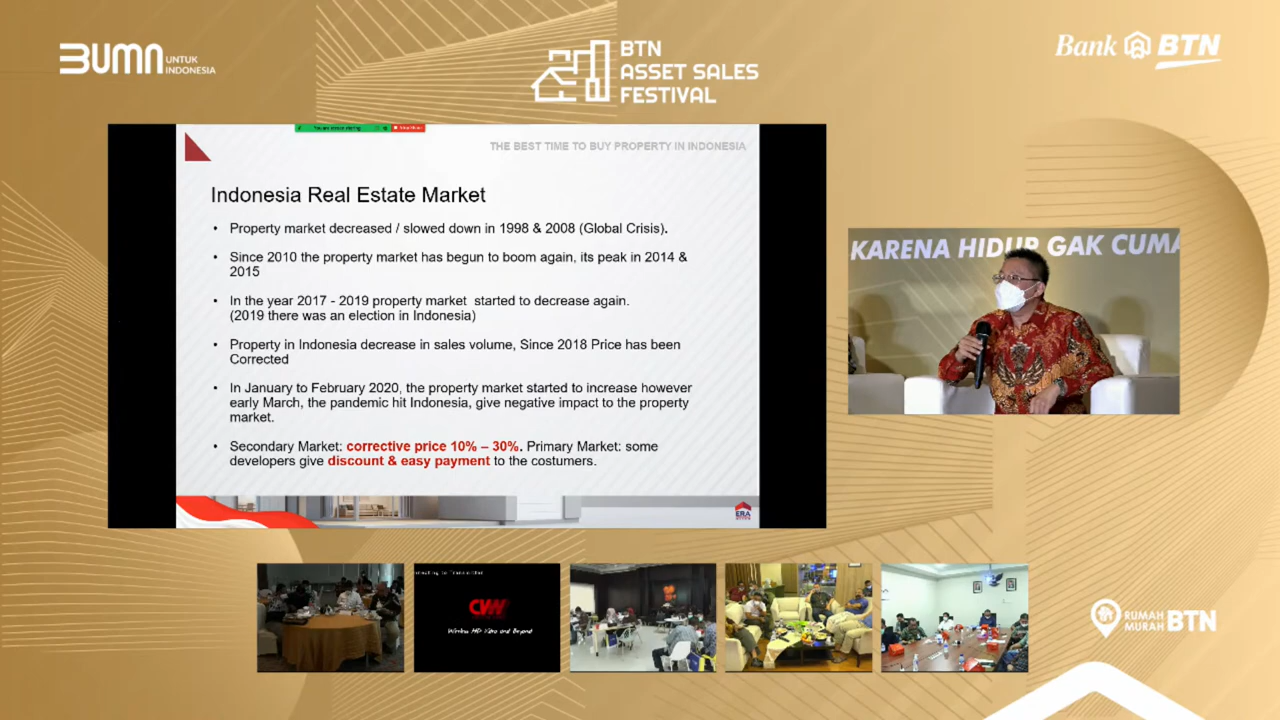 BUMN UNTUK
INDONESIA
BTN
ASSET SALES
FESTIVAL
Bank BTN
THE BEST TIME TO BUY PROPERTY IN INDONESIA
Indonesia Real Estate Market
• Property market decreased / slowed down in 1998 & 2008 (Global Crisis).
• Since 2010 the property market has begun to boom again, its peak in 2014 &
2015
• In the year 2017 - 2019 property market started to decrease again.
(2019 there was an election in Indonesia)
• Property in Indonesia decrease in sales volume, Since 2018 Price has been
Corrected
• In January to February 2020, the property market started to increase however
early March, the pandemic hit Indonesia, give negative impact to the property
market.
• Secondary Market: corrective price 10% – 30%. Primary Market: some
developers give discount & easy payment to the costumers.
ERA
KARENA HIDUP GAK CUMA
CVW
Wireless HD Video and Beyond
RUMAH
MURAH BTN